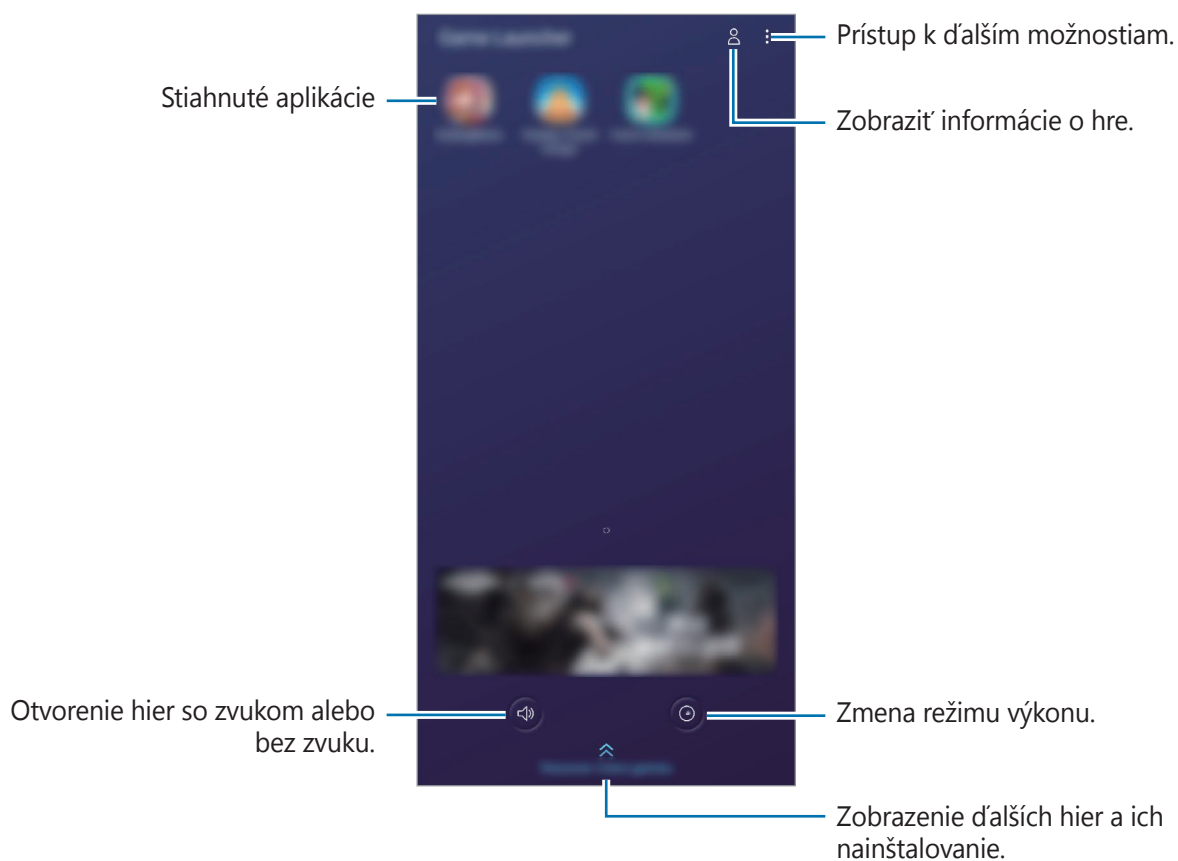 Game Launcher
Prístup k ďalším možnostiam.
Stiahnuté aplikácie
Zobraziť informácie o hre.
Otvorenie hier so zvukom alebo
bez zvuku.
Zmena režimu výkonu.
Zobrazenie ďalších hier a ich
nainštalovanie.